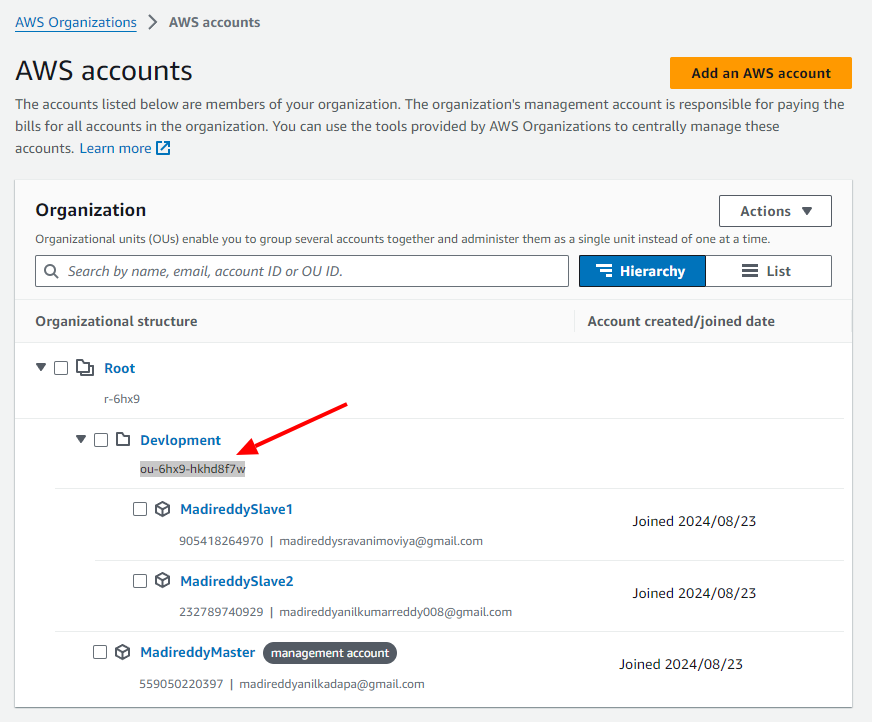 AWS Organizations > AWS accounts
AWS accounts
Add an AWS account
The accounts listed below are members of your organization. The organization's management account is responsible for paying the
bills for all accounts in the organization. You can use the tools provided by AWS Organizations to centrally manage these
accounts. Learn more
Organization
Actions
Organizational units (OUs) enable you to group several accounts together and administer them as a single unit instead of one at a time.
Search by name, email, account ID or OU ID.
Hierarchy
List
Organizational structure
Account created/joined date
Root
r-6hx9
Devlopment
ou-6hx9-hkhd8f7w
MadireddySlave1
Joined 2024/08/23
905418264970 | madireddysravanimoviya@gmail.com
MadireddySlave2
Joined 2024/08/23
232789740929 | madireddyanilkumarreddy008@gmail.com
MadireddyMaster management account
Joined 2024/08/23
559050220397 | madireddyanilkadapa@gmail.com